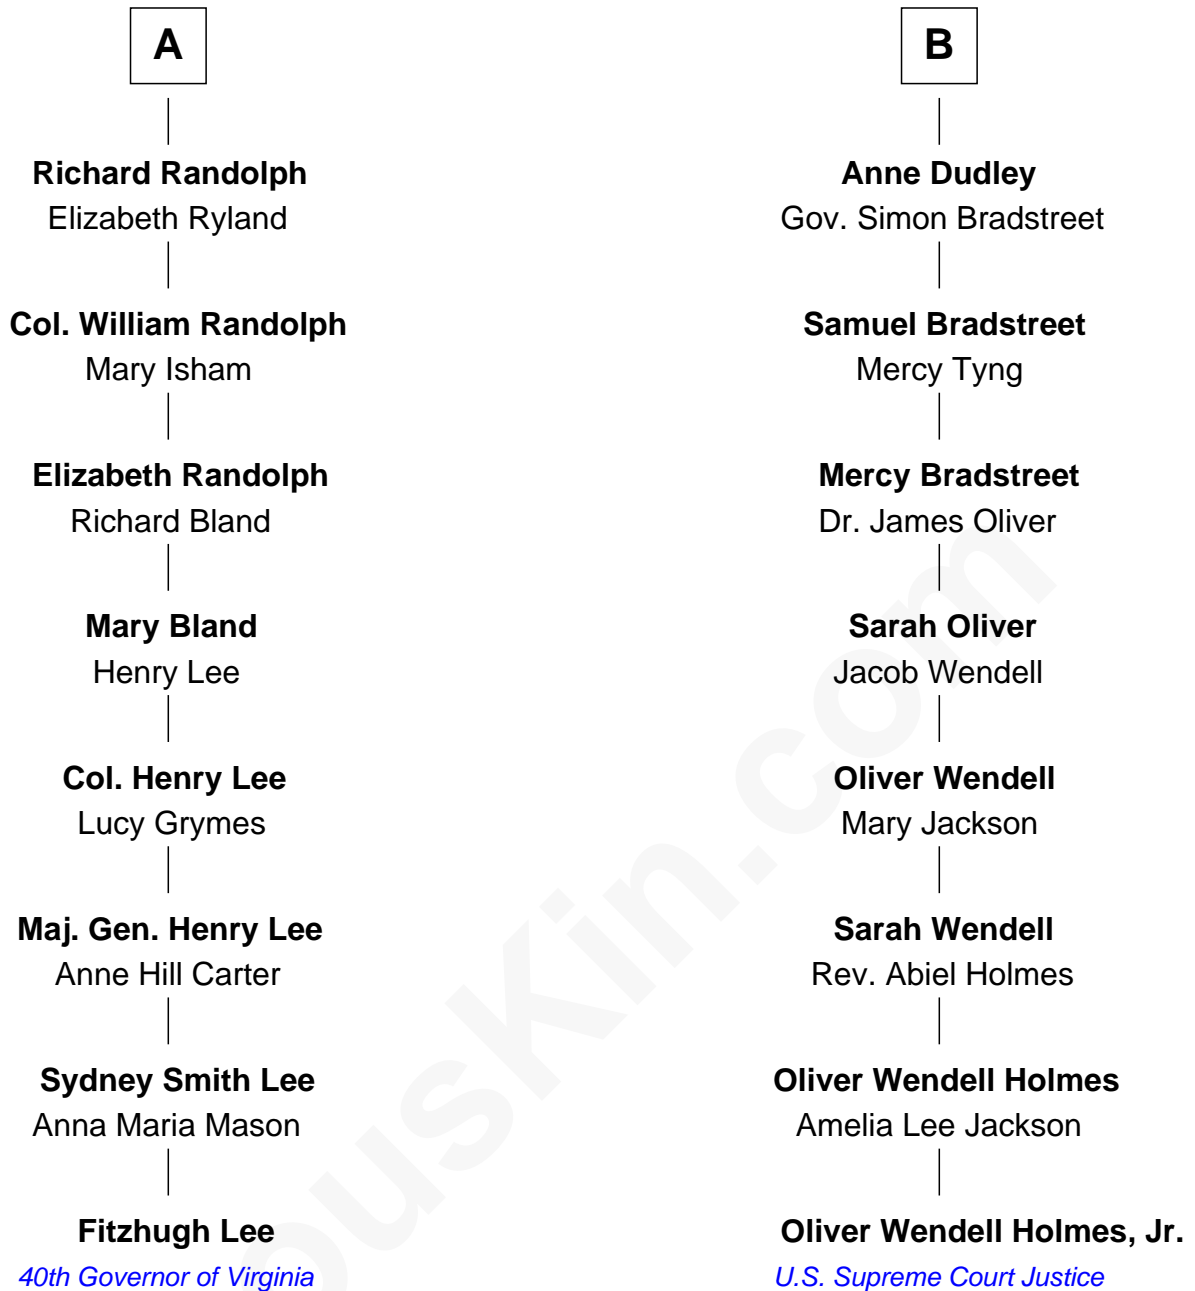 A
Richard Randolph
Elizabeth Ryland
Col. William Randolph
Mary Isham
Elizabeth Randolph
Richard Bland
Mary Bland
Henry Lee
Col. Henry Lee
Lucy Grymes
Maj. Gen. Henry Lee
Anne Hill Carter
Sydney Smith Lee
Anna Maria Mason
Fitzhugh Lee
40th Governor of Virginia
B
Anne Dudley
Gov. Simon Bradstreet
Samuel Bradstreet
Mercy Tyng
Mercy Bradstreet
Dr. James Oliver
Sarah Oliver
Jacob Wendell
Oliver Wendell
Mary Jackson
Sarah Wendell
Rev. Abiel Holmes
Oliver Wendell Holmes
Amelia Lee Jackson
Oliver Wendell Holmes, Jr.
U.S. Supreme Court Justice
ousKin.com